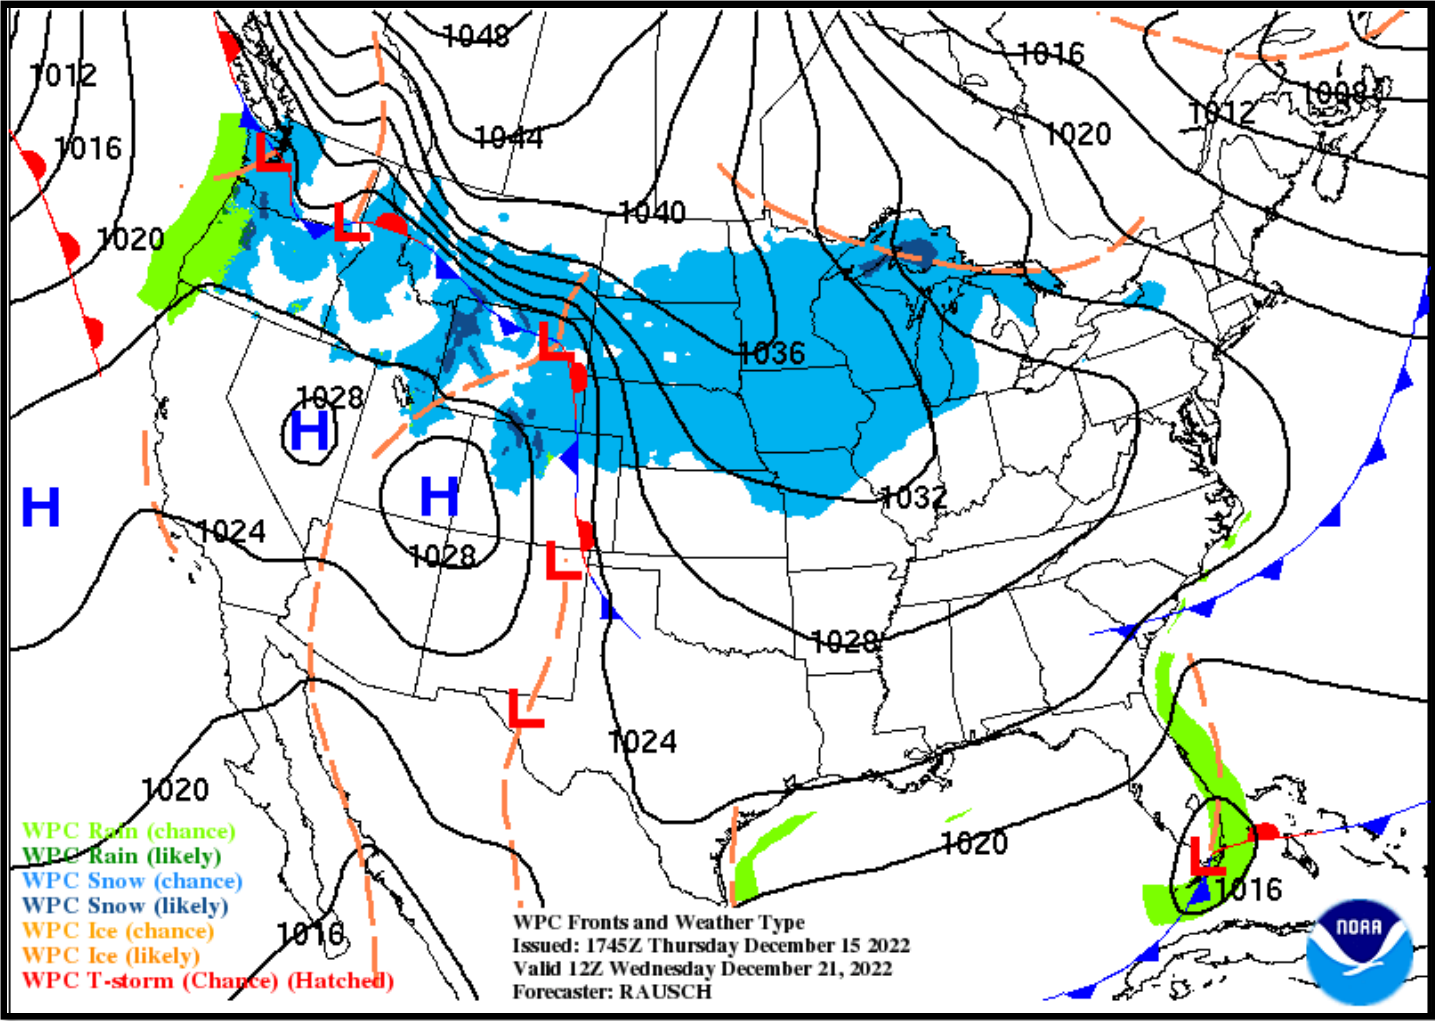 1048
1012
1016
1008
1012
1044
1020
1016
1040
1020
1036
1028
H
H
H
1032
1024
1028
1028
1024
1020
1020
1016
1016
L
L
L
L
L
L
WPC Rain (chance)
WPC Rain (likely)
WPC Snow (chance)
WPC Snow (likely)
WPC Ice (chance)
WPC Ice (likely)
WPC T-storm (Chance) (Hatched)
WPC Fronts and Weather Type
Issued: 1745Z Thursday December 15 2022
Valid 12Z Wednesday December 21, 2022
Forecaster: RAUSCH
NOAA